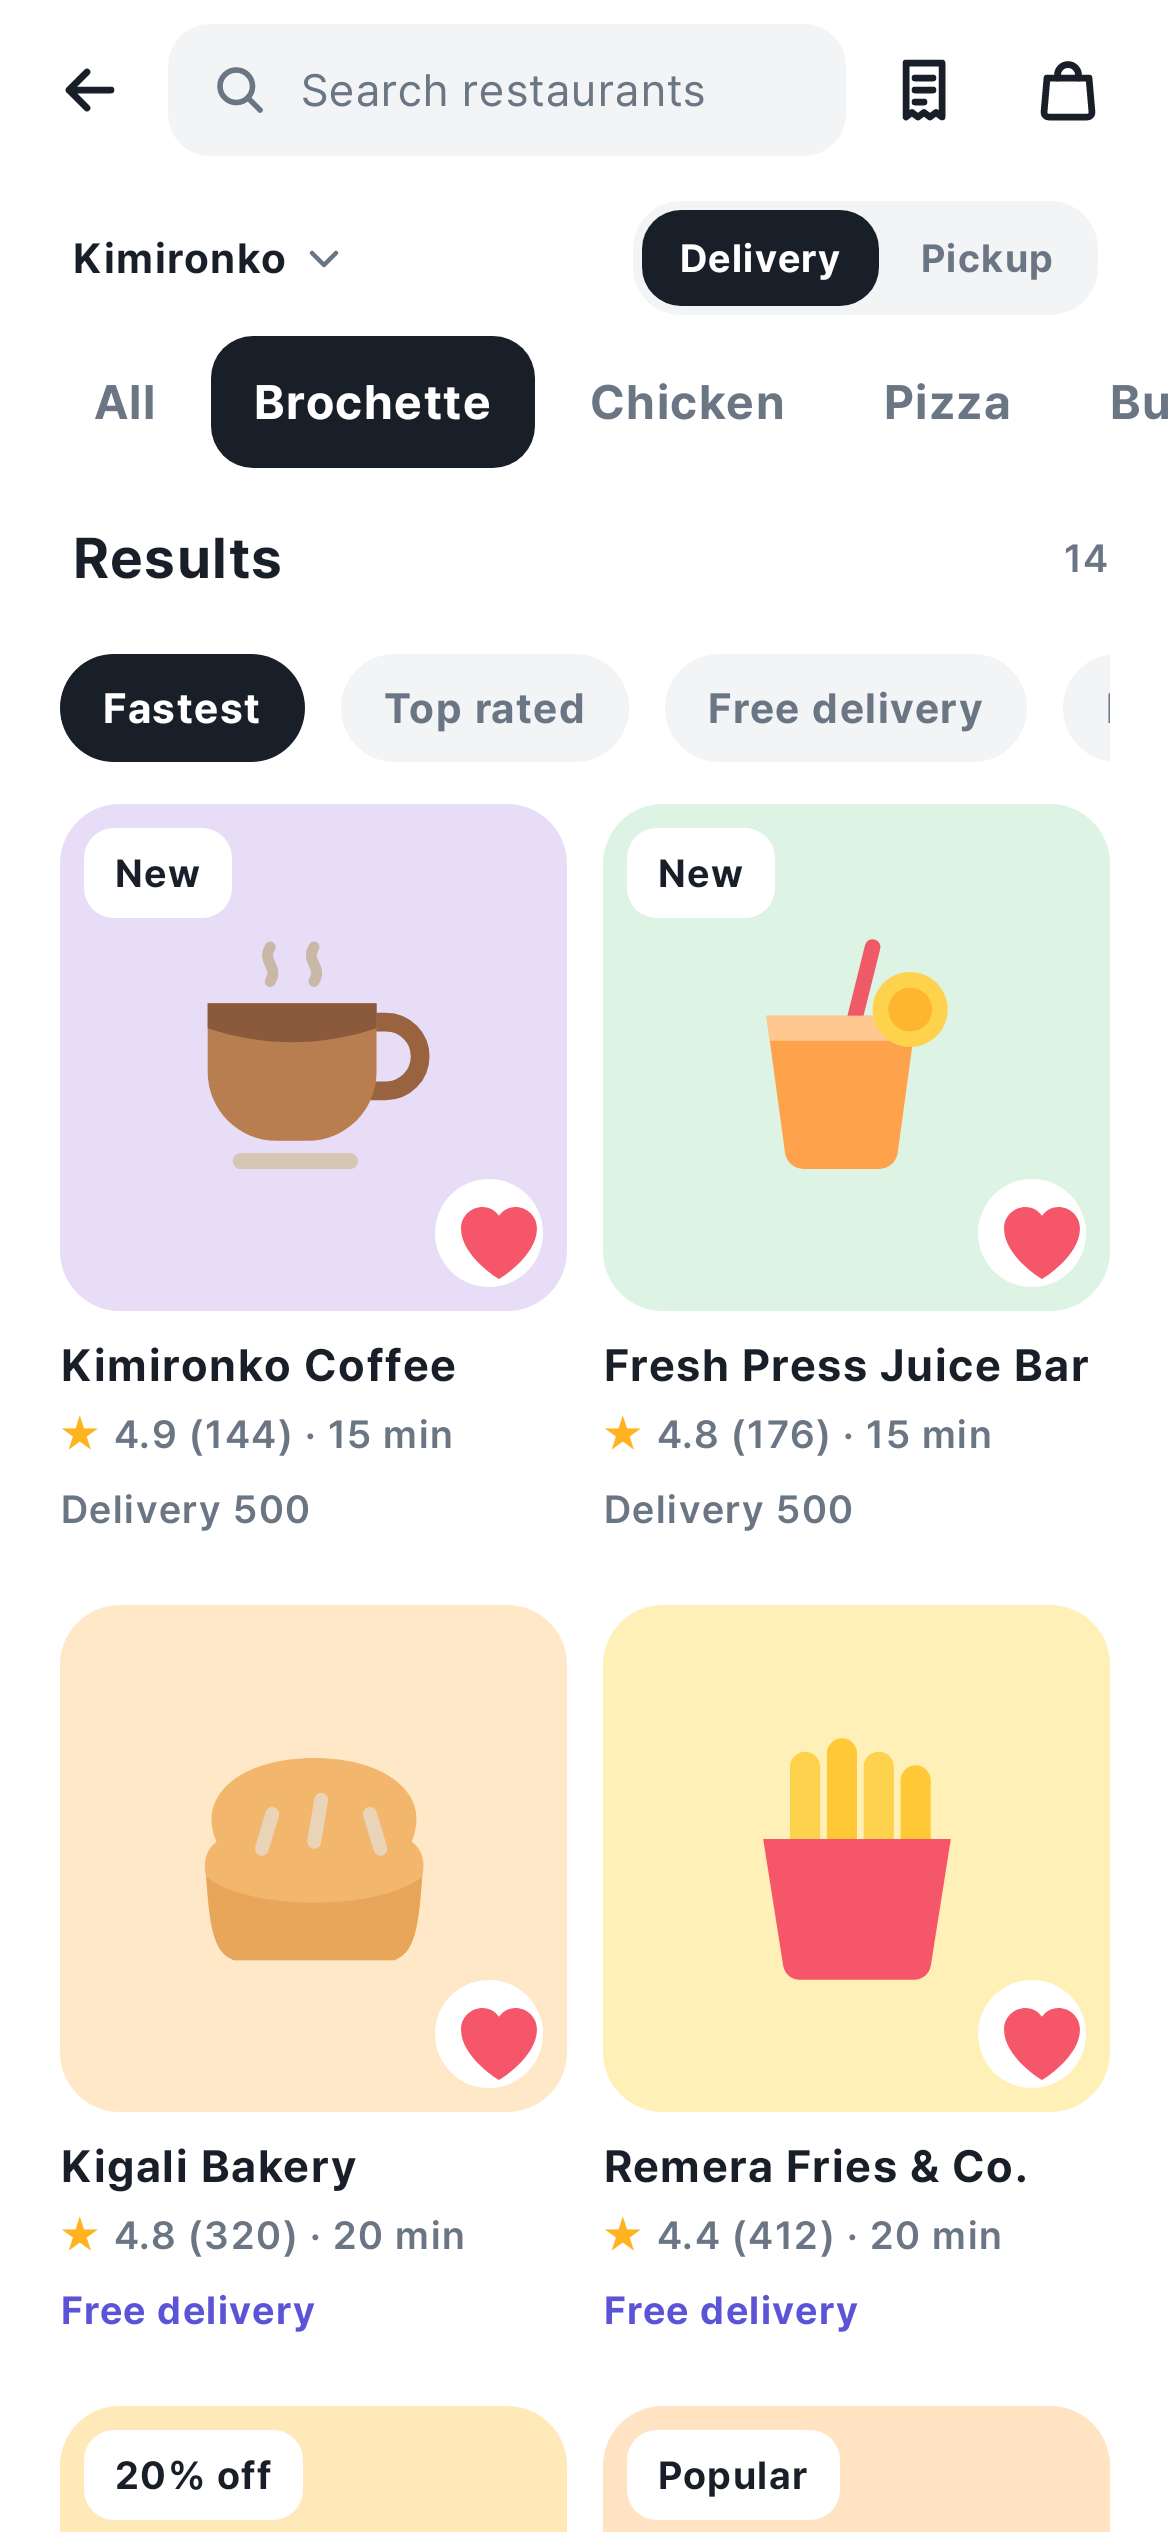 Search restaurants
Kimironko
Delivery Pickup
All Brochette Chicken Pizza Bu
Results 14
Fastest Top rated Free delivery
New New
Kimironko Coffee Fresh Press Juice Bar
★ 4.9 (144) · 15 min ★ 4.8 (176) · 15 min
Delivery 500 Delivery 500
Kigali Bakery Remera Fries & Co.
★ 4.8 (320) · 20 min ★ 4.4 (412) · 20 min
Free delivery Free delivery
20% off Popular